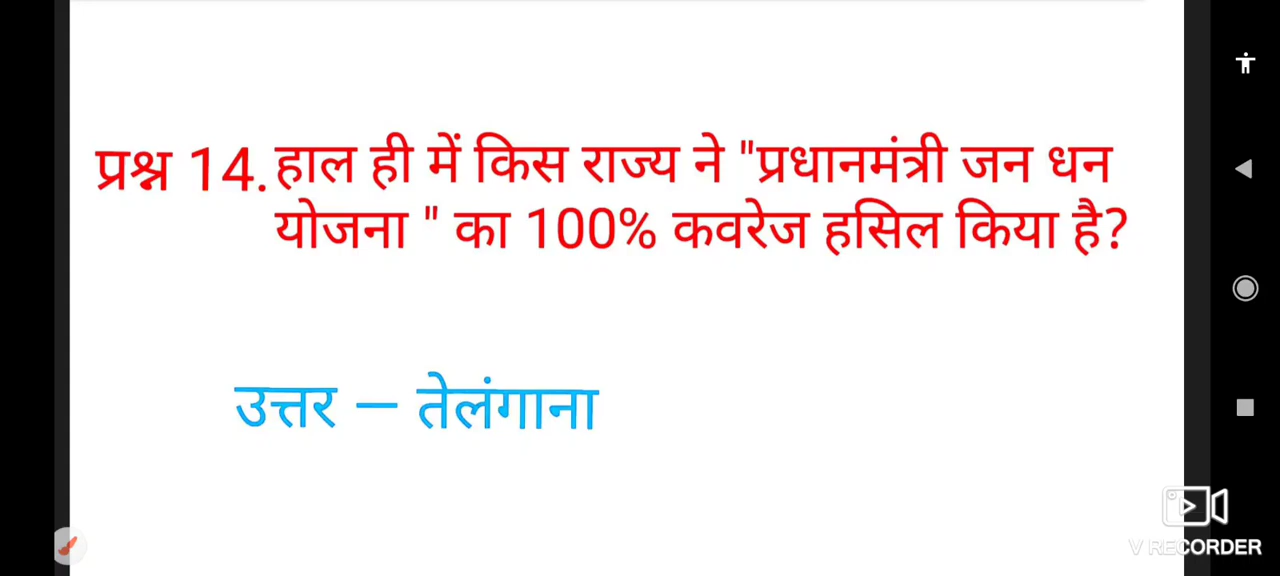 प्रश्न 14. हाल ही में किस राज्य ने "प्रधानमंत्री जन धन
योजना " का 100% कवरेज हसिल किया है?
उत्तर – तेलंगाना
V RECORDER